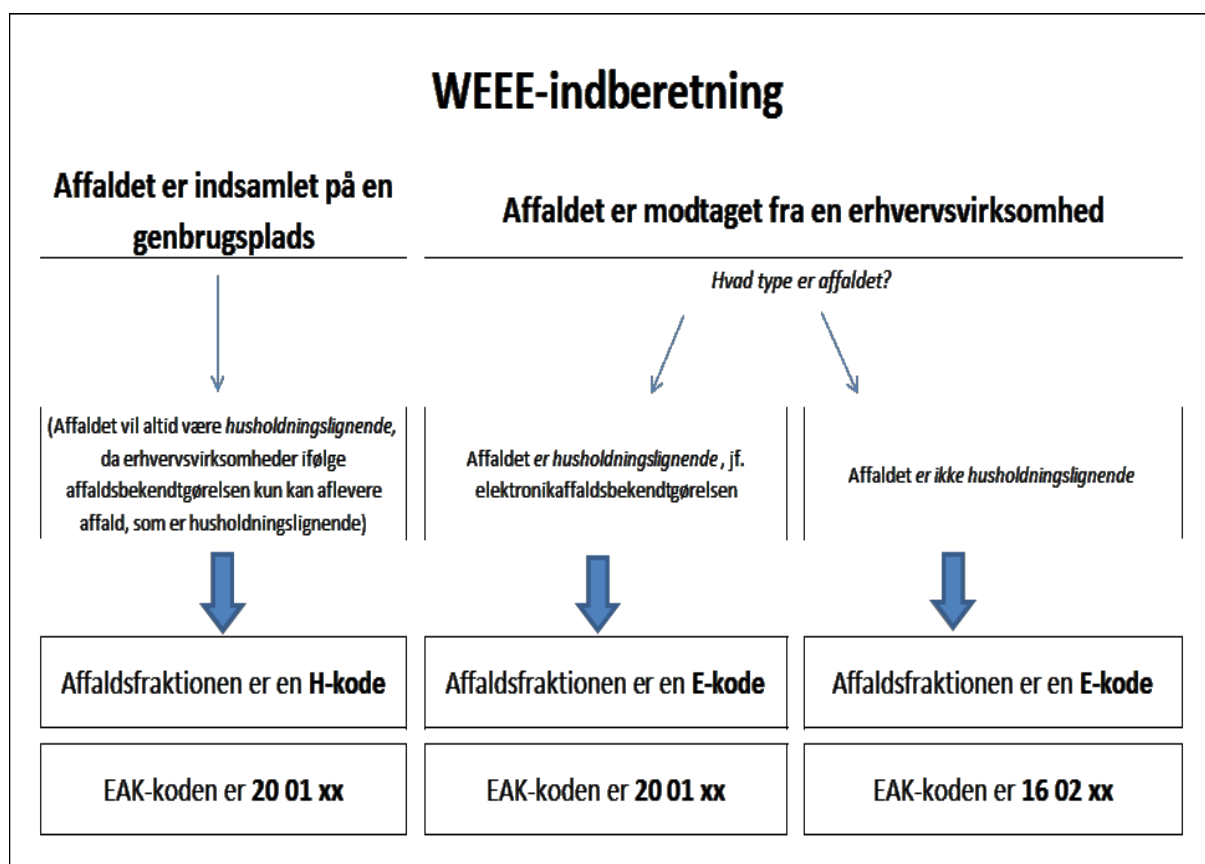 WEEE-indberetning
Affaldet er indsamlet på en
genbrugsplads
Affaldet er modtaget fra en erhvervsvirksomhed
Hvad type er affaldet?
(Affaldet vil altid være husholdningslignende,
da erhvervsvirksomheder ifølge
affaldsbekendtgørelsen kun kan aflevere
affald, som er husholdningslignende)
Affaldet er husholdningslignende , jf.
elektronikaffaldsbekendtgørelsen
Affaldet er ikke husholdningslignende
Affaldsfraktionen er en H-kode
Affaldsfraktionen er en E-kode
Affaldsfraktionen er en E-kode
EAK-koden er 20 01 xx
EAK-koden er 20 01 xx
EAK-koden er 16 02 xx